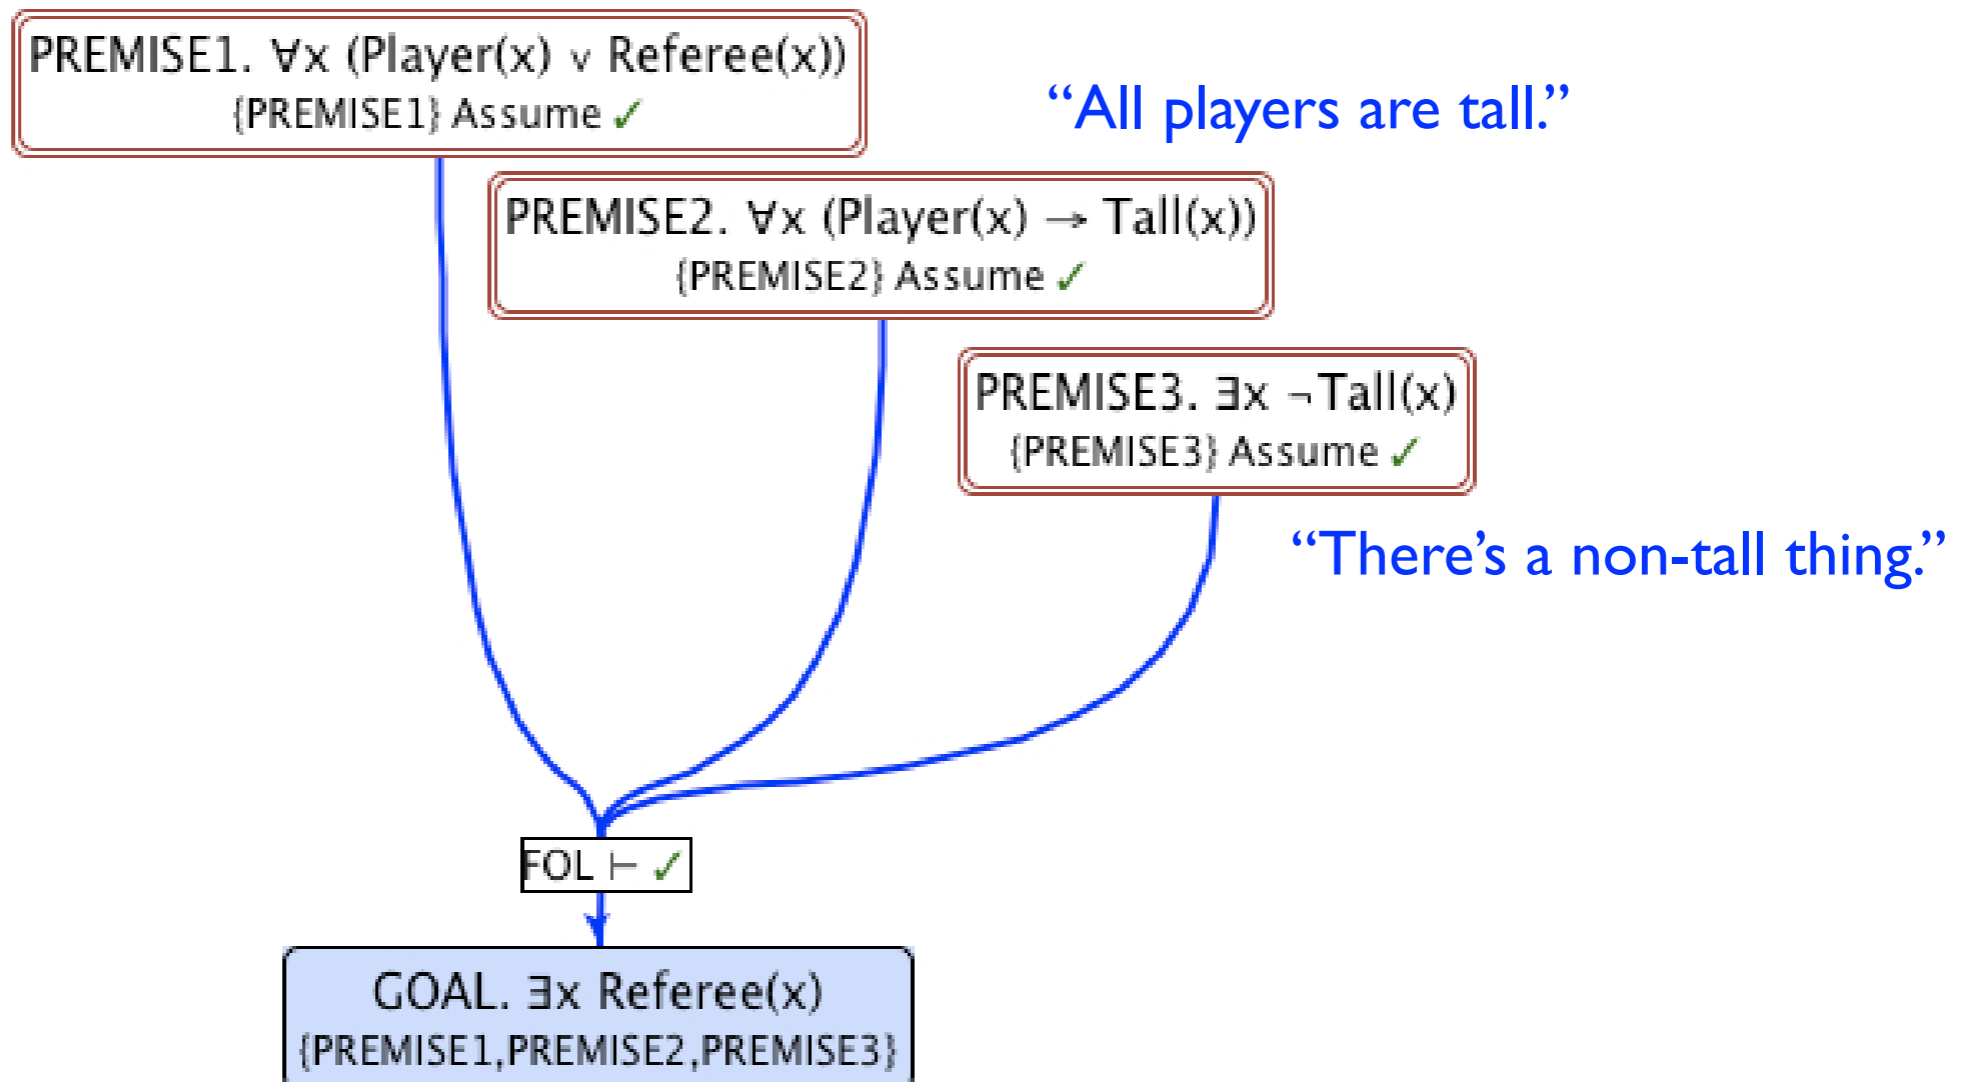 PREMISE1. ∀x (Player(x) ∨ Referee(x))
{PREMISE1} Assume ✓
“All players are tall.”
PREMISE2. ∀x (Player(x) → Tall(x))
{PREMISE2} Assume ✓
PREMISE3. ∃x ¬Tall(x)
{PREMISE3} Assume ✓
“There’s a non-tall thing.”
FOL ⊢ ✓
GOAL. ∃x Referee(x)
{PREMISE1,PREMISE2,PREMISE3}